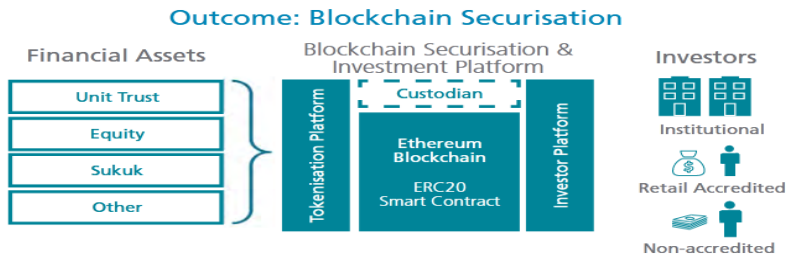 Outcome: Blockchain Securisation
Financial Assets
Unit Trust
Equity
Sukuk
Other
Blockchain Securisation &
Investment Platform
Tokenisation Platform
Custodian
Ethereum
Blockchain
ERC20
Smart Contract
Investor Platform
Investors
Institutional
$
Retail Accredited
Non-accredited